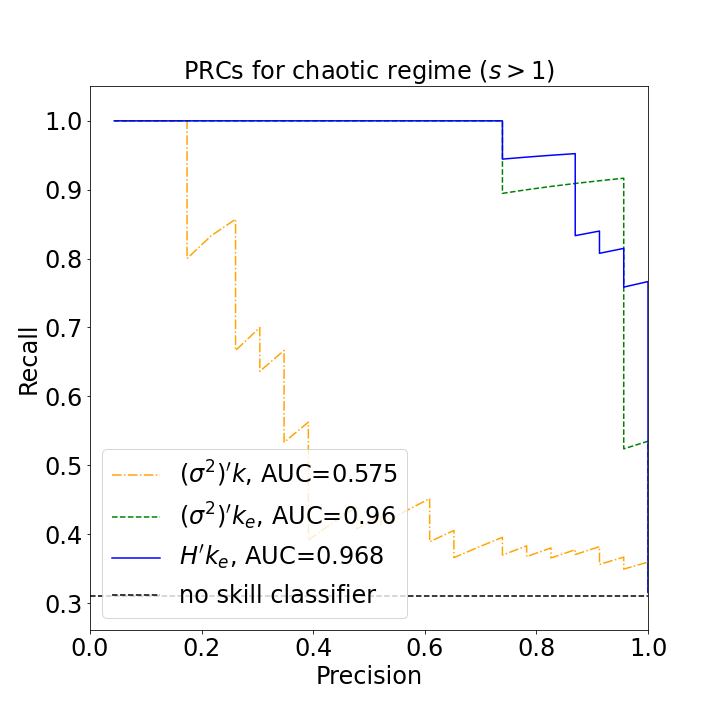 PRCs for chaotic regime (s > 1)
1.0
0.9
0.8
0.7
0.6
0.5
0.4
0.3
Recall
(σ²)′k, AUC=0.575
(σ²)′kₑ, AUC=0.96
H′kₑ, AUC=0.968
no skill classifier
0.0 0.2 0.4 0.6 0.8 1.0
Precision